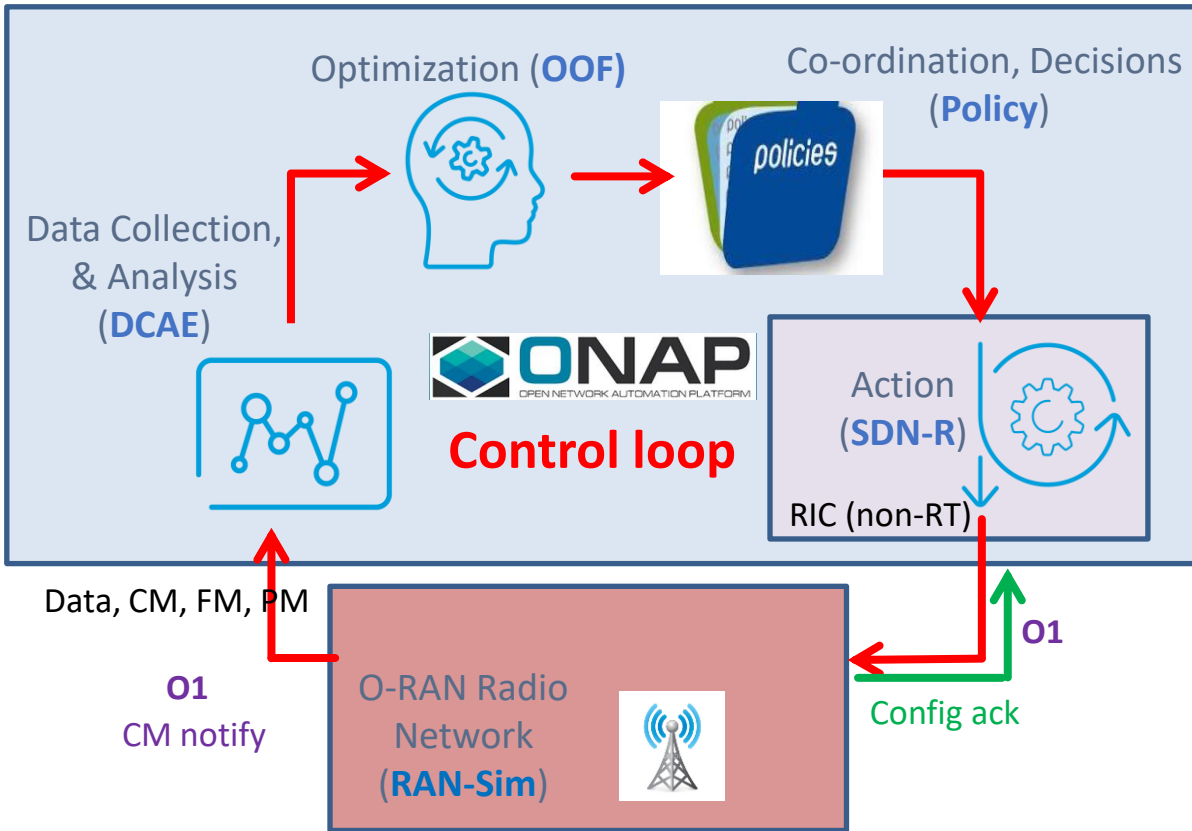 Optimization (OOF)
Co-ordination, Decisions
(Policy)
policies
Data Collection,
& Analysis
(DCAE)
ONAP
OPEN NETWORK AUTOMATION PLATFORM
Control loop
Action
(SDN-R)
RIC (non-RT)
Data, CM, FM, PM
O1
CM notify
O-RAN Radio
Network
(RAN-Sim)
O1
Config ack